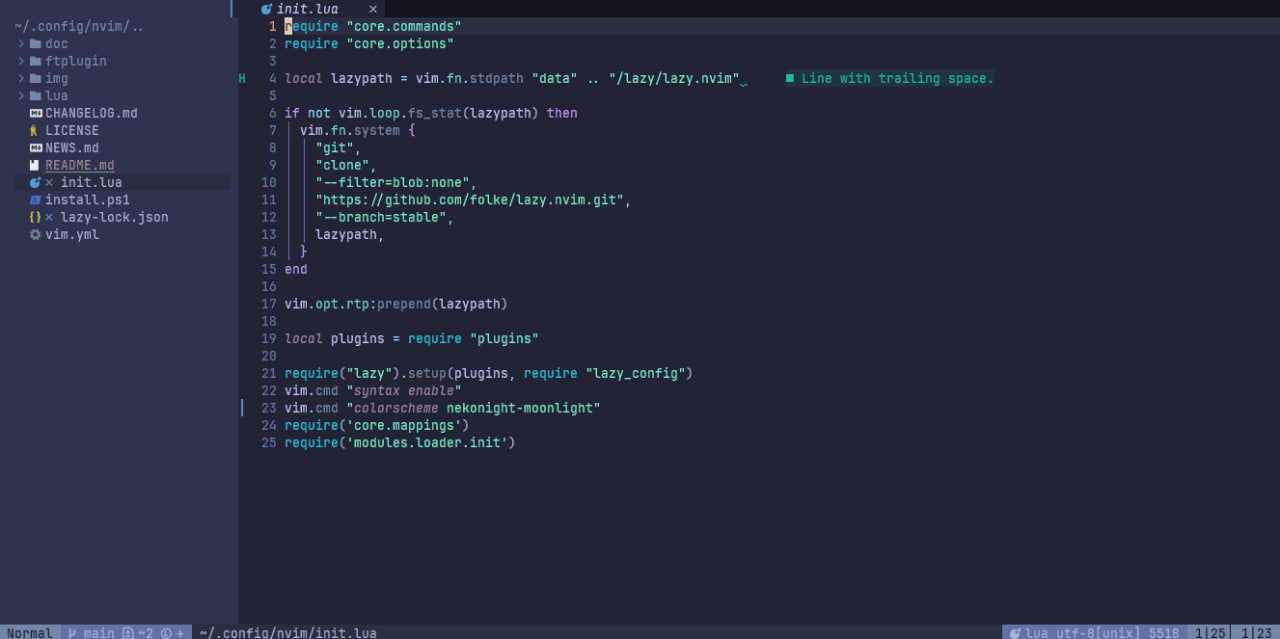 init.lua ×
~/.config/nvim/..
doc
ftplugin
img
lua
CHANGELOG.md
LICENSE
NEWS.md
README.md
× init.lua
install.ps1
{} × lazy-lock.json
vim.yml
1 require "core.commands"
2 require "core.options"
3
H 4 local lazypath = vim.fn.stdpath "data" .. "/lazy/lazy.nvim" ■ Line with trailing space.
5
6 if not vim.loop.fs_stat(lazypath) then
7 vim.fn.system {
8 "git",
9 "clone",
10 "--filter=blob:none",
11 "https://github.com/folke/lazy.nvim.git",
12 "--branch=stable",
13 lazypath,
14 }
15 end
16
17 vim.opt.rtp:prepend(lazypath)
18
19 local plugins = require "plugins"
20
21 require("lazy").setup(plugins, require "lazy_config")
22 vim.cmd "syntax enable"
23 vim.cmd "colorscheme nekonight-moonlight"
24 require('core.mappings')
25 require('modules.loader.init')
Normal main ~2 + ~/.config/nvim/init.lua lua utf-8[unix] 551B 1|25 1|23